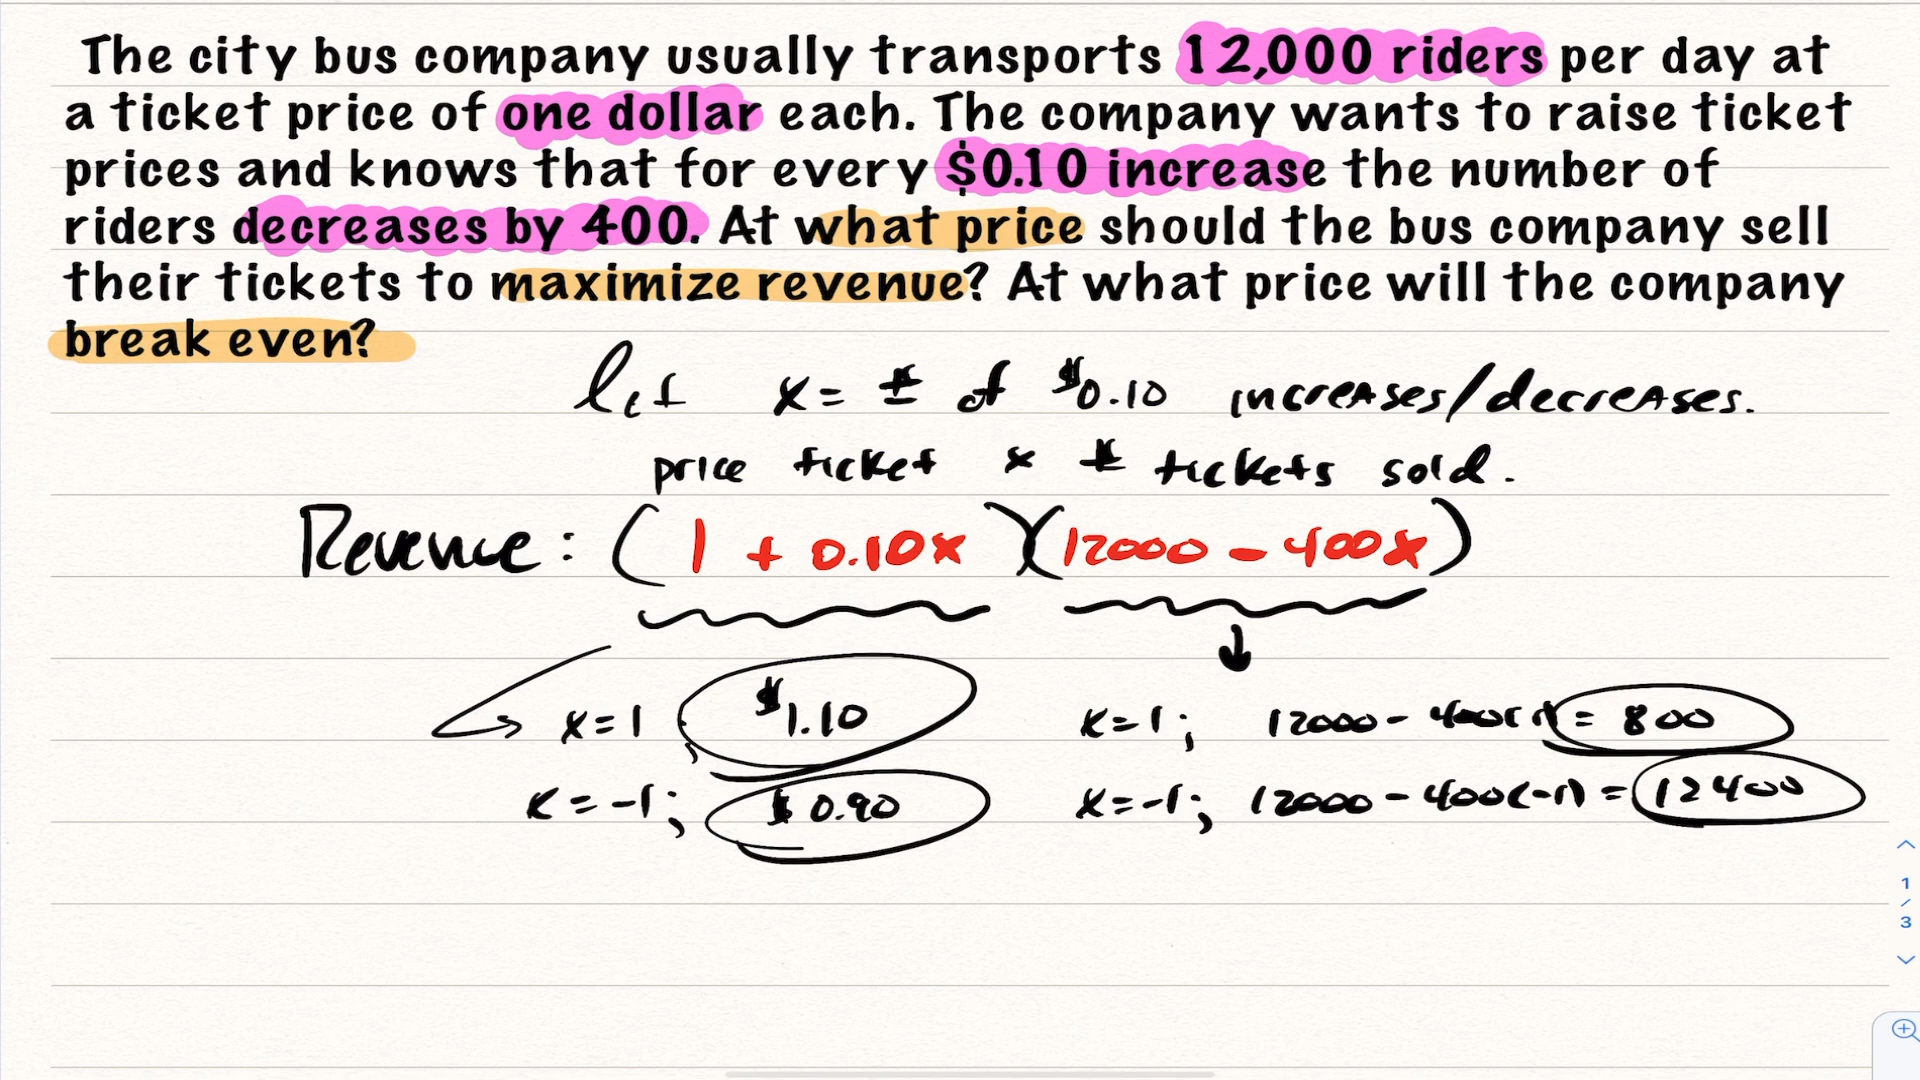 The city bus company usually transports 12,000 riders per day at
a ticket price of one dollar each. The company wants to raise ticket
prices and knows that for every $0.10 increase the number of
riders decreases by 400. At what price should the bus company sell
their tickets to maximize revenue? At what price will the company
break even?
let x = # of $0.10 increases/decreases.
price ticket x # tickets sold.
Revenue: (1 + 0.10x)(12000 - 400x)
x=1; $1.10
x=1; 12000 - 400(1) = 800
x=-1; $0.90
x=-1; 12000 - 400(-1) = 12400
1
/
3